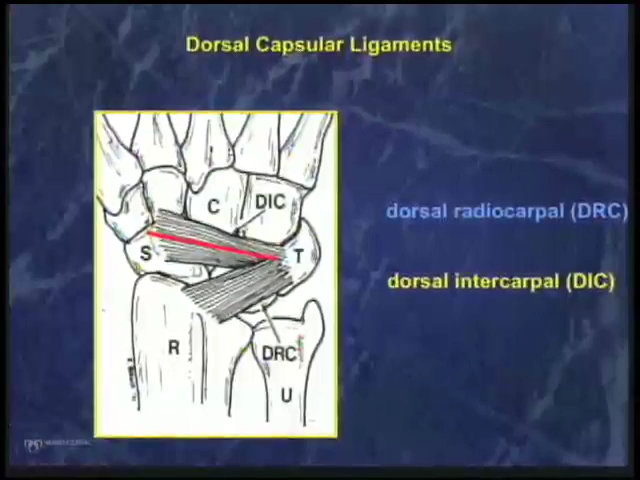 Dorsal Capsular Ligaments
C
DIC
dorsal radiocarpal (DRC)
S
T
dorsal intercarpal (DIC)
R
DRC
U